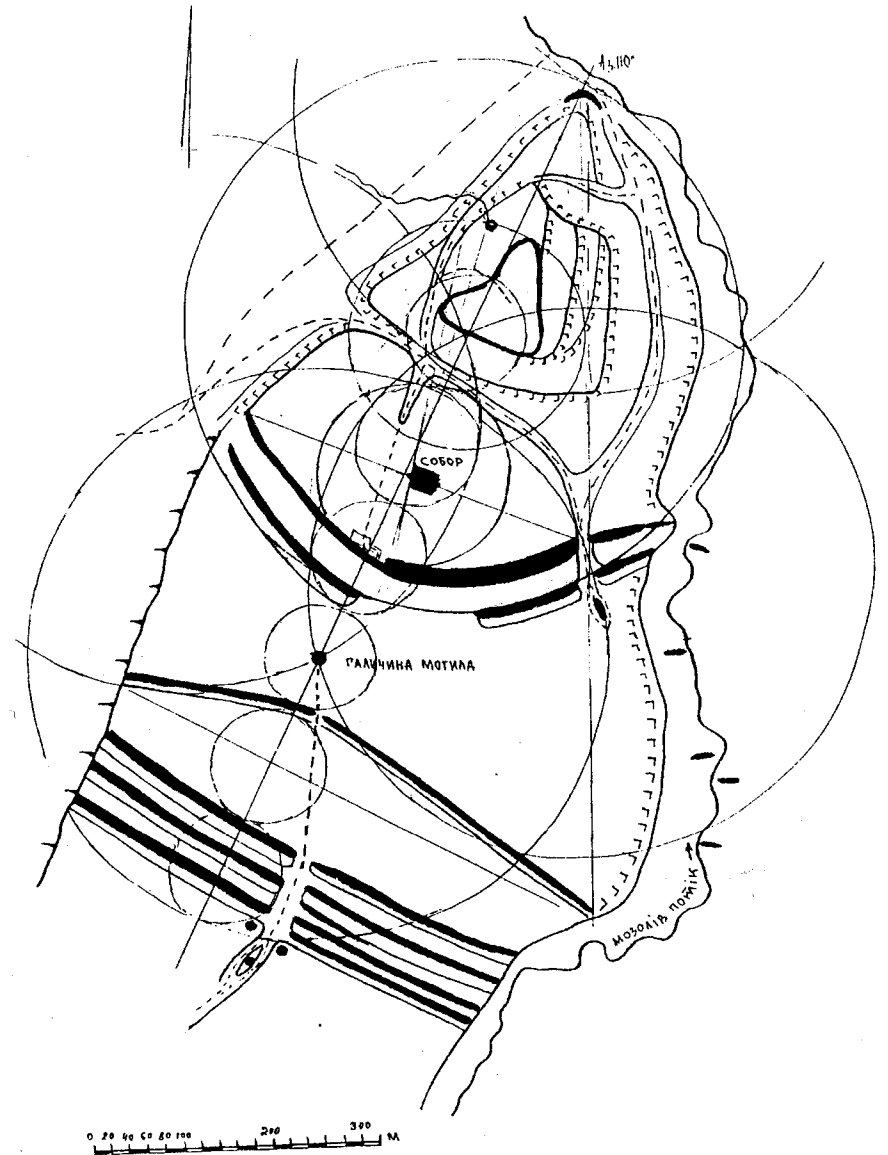 Аз.110°
СОБОР
ГАЛИЧИНА МОГИЛА
МОЗОЛІВ ПОТІК
0 20 40 60 80 100 200 300 М